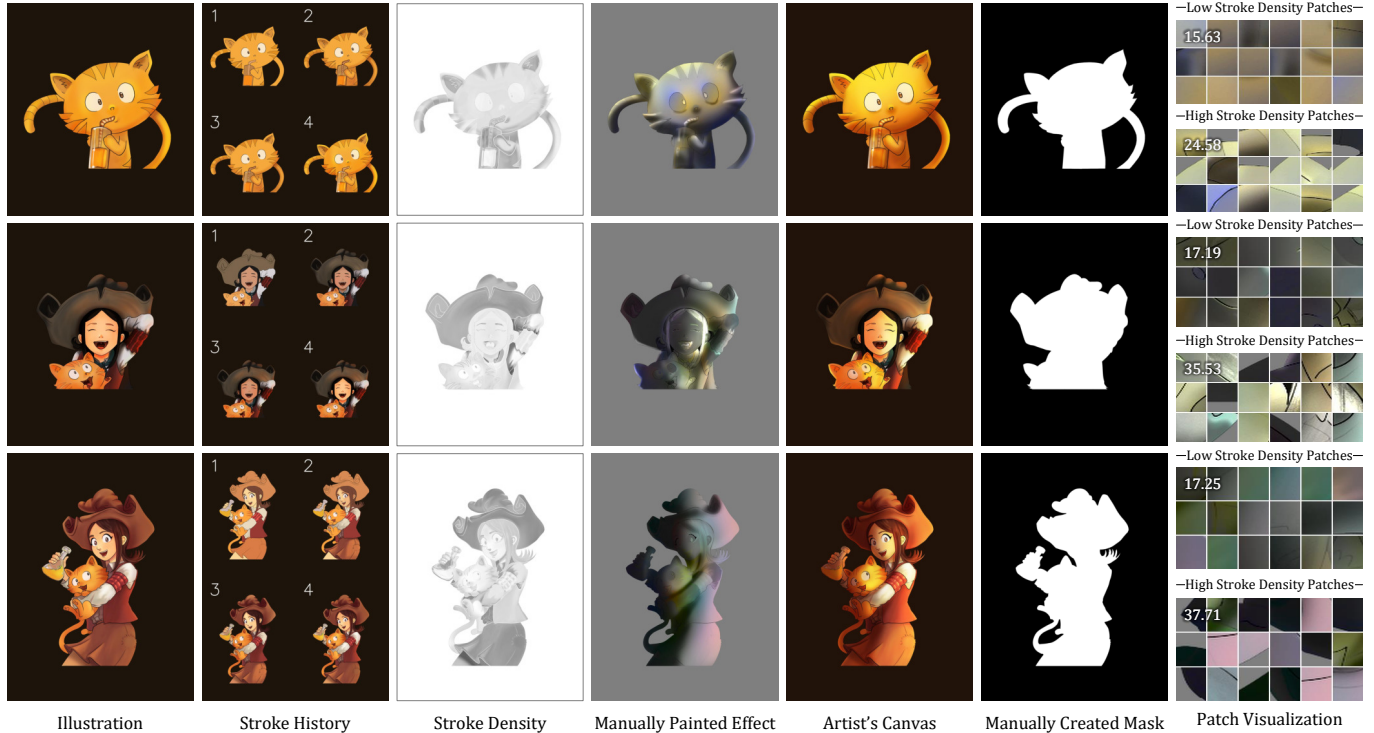 1 2
3 4
—Low Stroke Density Patches—
15.63
—High Stroke Density Patches—
24.58
1 2
3 4
—Low Stroke Density Patches—
17.19
—High Stroke Density Patches—
35.53
1 2
3 4
—Low Stroke Density Patches—
17.25
—High Stroke Density Patches—
37.71
Illustration Stroke History Stroke Density Manually Painted Effect Artist's Canvas Manually Created Mask Patch Visualization